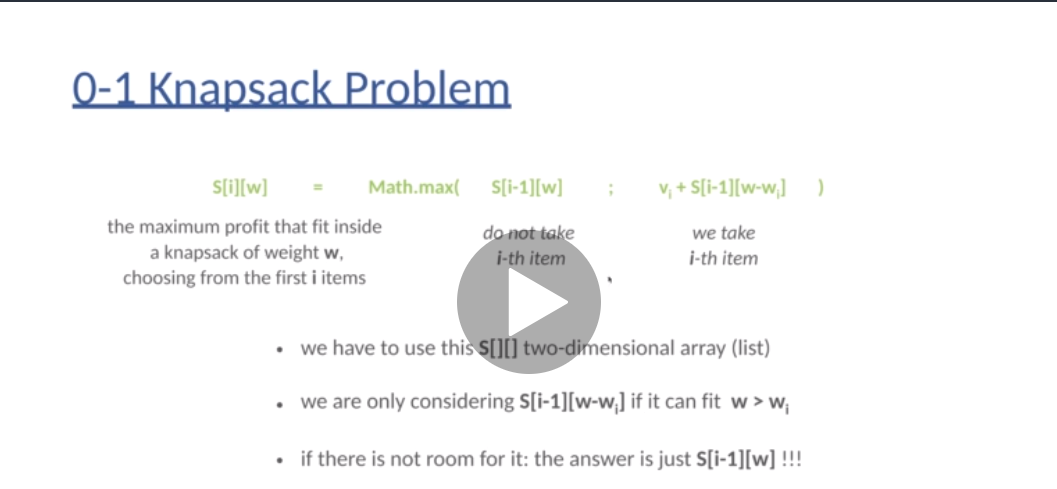 0-1 Knapsack Problem
S[i][w] = Math.max( S[i-1][w] ; vᵢ + S[i-1][w-wᵢ] )
the maximum profit that fit inside
a knapsack of weight w,
choosing from the first i items
do not take
i-th item
we take
i-th item
• we have to use this S[][] two-dimensional array (list)
• we are only considering S[i-1][w-wᵢ] if it can fit w > wᵢ
• if there is not room for it: the answer is just S[i-1][w] !!!